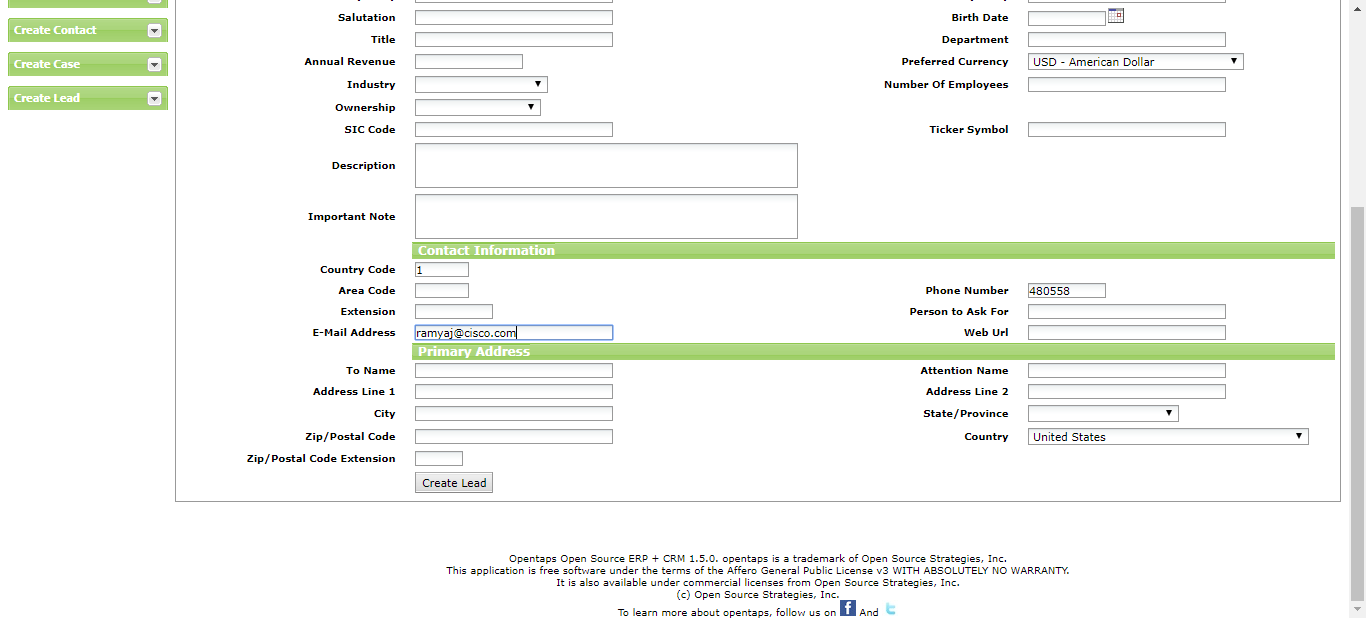 Create Contact
Create Case
Create Lead
Salutation Birth Date
Title Department
Annual Revenue Preferred Currency USD - American Dollar
Industry Number Of Employees
Ownership
SIC Code Ticker Symbol
Description
Important Note
Contact Information
Country Code 1
Area Code Phone Number 480558
Extension Person to Ask For
E-Mail Address ramyaj@cisco.com Web Url
Primary Address
To Name Attention Name
Address Line 1 Address Line 2
City State/Province
Zip/Postal Code Country United States
Zip/Postal Code Extension
Create Lead
Opentaps Open Source ERP + CRM 1.5.0. opentaps is a trademark of Open Source Strategies, Inc.
This application is free software under the terms of the Affero General Public License v3 WITH ABSOLUTELY NO WARRANTY.
It is also available under commercial licenses from Open Source Strategies, Inc.
(c) Open Source Strategies, Inc.
To learn more about opentaps, follow us on f And t